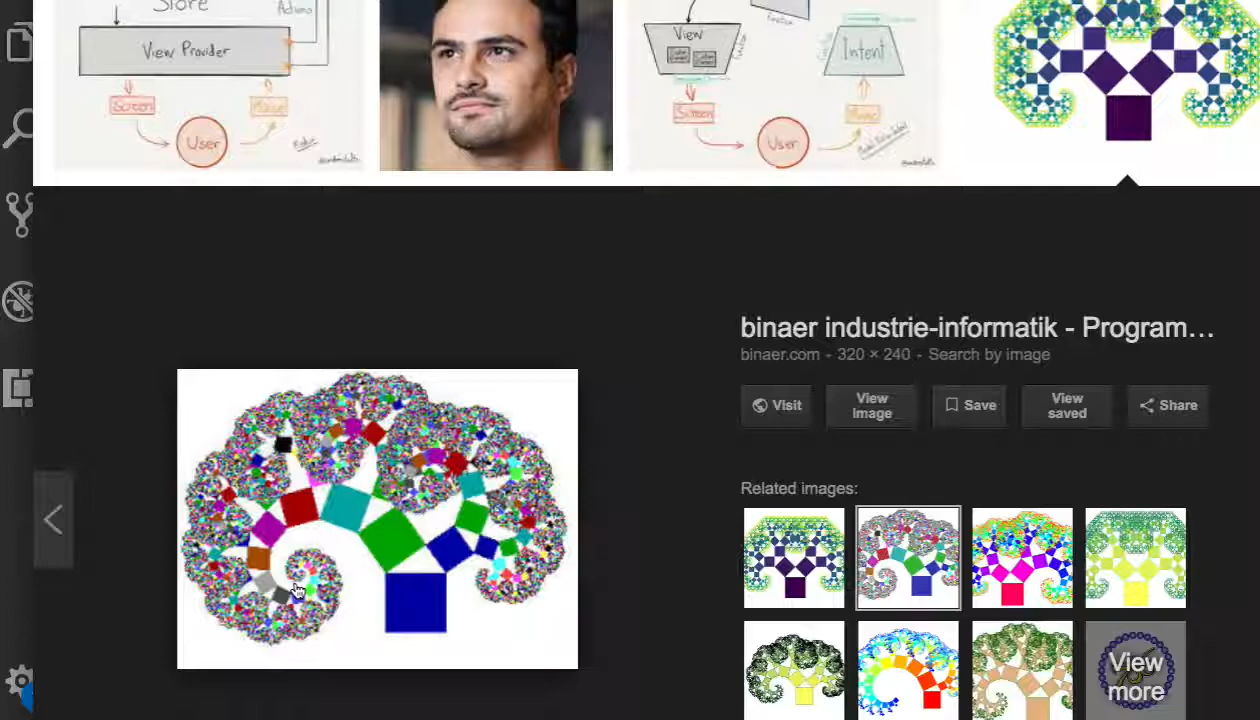 Store
Actions
View Provider
View
Intent
Screen
User
Screen
User
binaer industrie-informatik - Program…
binaer.com - 320 × 240 - Search by image
Visit
View image
Save
View saved
Share
Related images:
View more